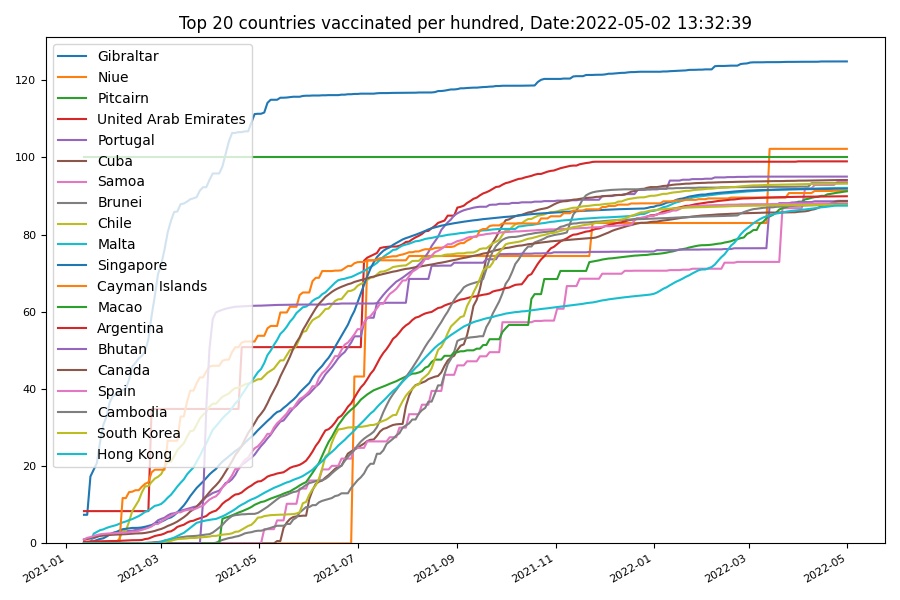 Top 20 countries vaccinated per hundred, Date:2022-05-02 13:32:39
120
100
80
60
40
20
0
Gibraltar
Niue
Pitcairn
United Arab Emirates
Portugal
Cuba
Samoa
Brunei
Chile
Malta
Singapore
Cayman Islands
Macao
Argentina
Bhutan
Canada
Spain
Cambodia
South Korea
Hong Kong
2021-01
2021-03
2021-05
2021-07
2021-09
2021-11
2022-01
2022-03
2022-05